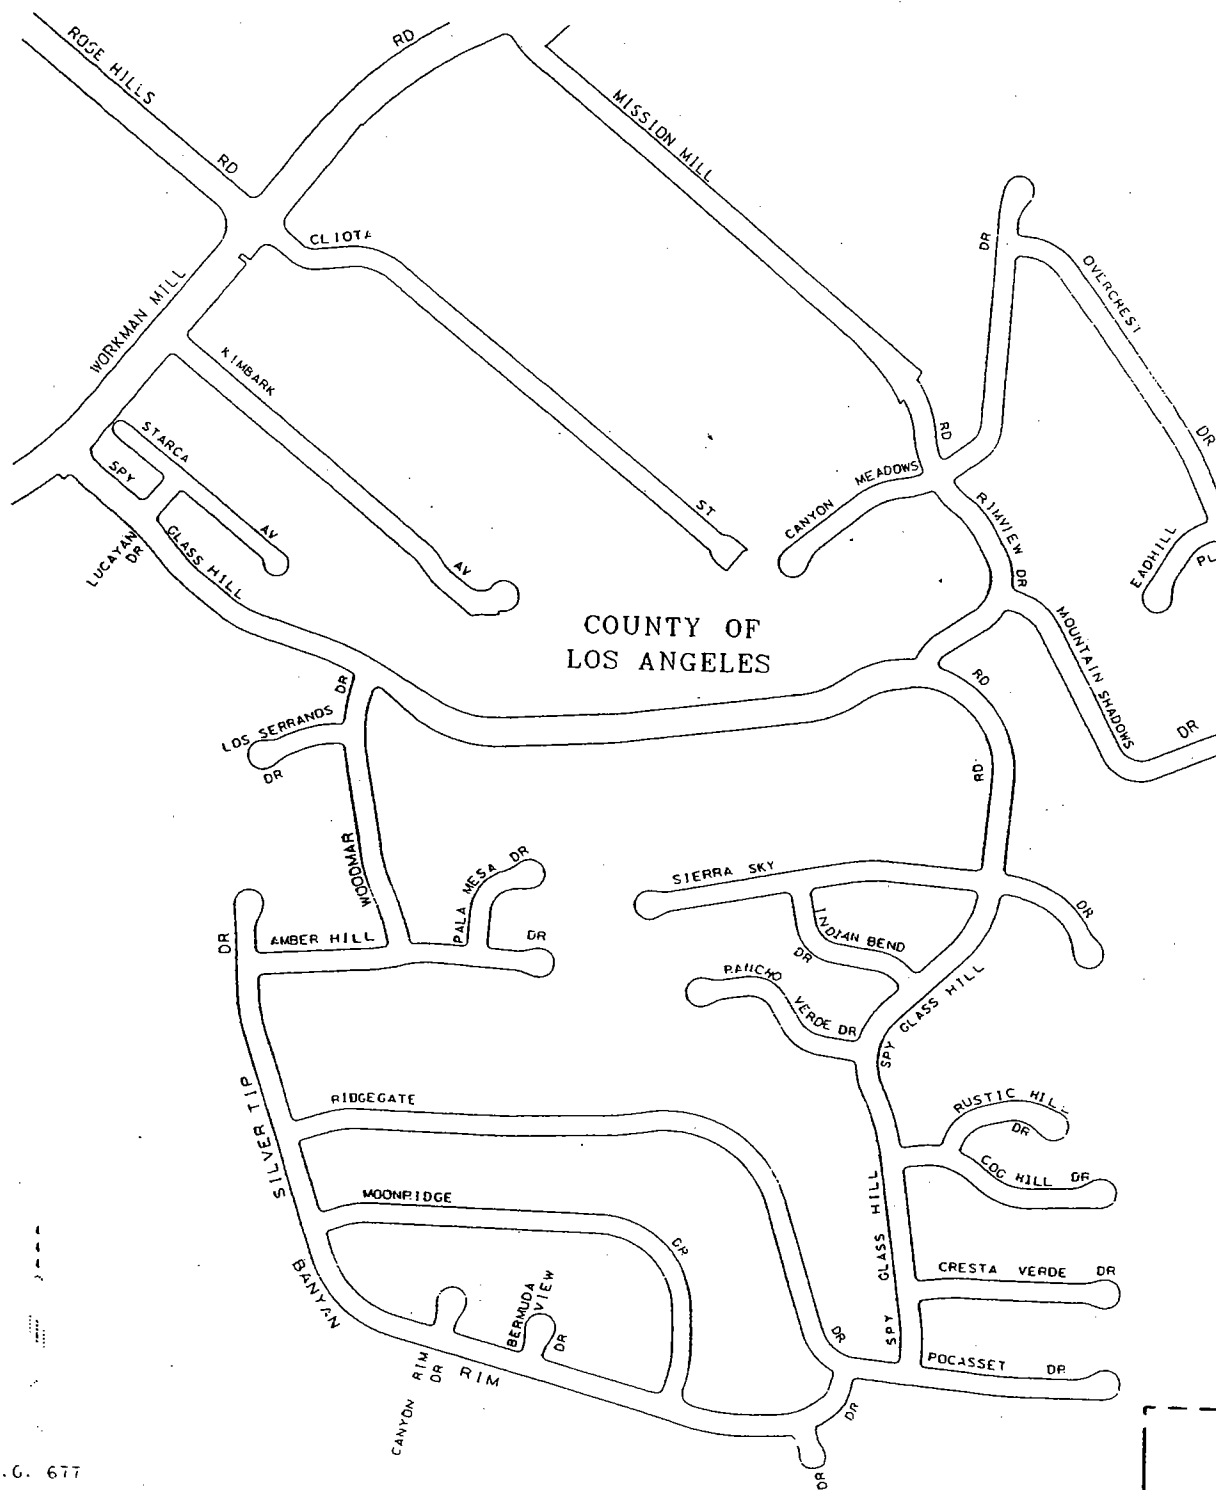 ROSE HILLS
RD
RD
MISSION MILL
RD
WORKMAN MILL
CLIOTA
ST
KIMBARK
AV
STARCA
AV
SPY
GLASS HILL
LUCAYAN
DR
DR
OVERCREST
DR
CANYON
MEADOWS
RIMVIEW DR
EADHILL
PL
MOUNTAIN SHADOWS
DR
COUNTY OF
LOS ANGELES
RD
RD
LOS SERRANOS
DR
DR
WOODMAR
PALA MESA DR
AMBER HILL
DR
DR
SIERRA SKY
DR
INDIAN BEND
DR
RANCHO
VERDE DR
SPY GLASS HILL
RUSTIC HILL
DR
COG HILL DR
SILVER TIP
RIDGEGATE
MOONRIDGE
DR
SPY GLASS HILL
CRESTA VERDE DR
BANYAN
RIM
BERMUDA
VIEW
DR
CANYON RIM
DR
DR
POCASSET DR
DR
DR
.G. 677